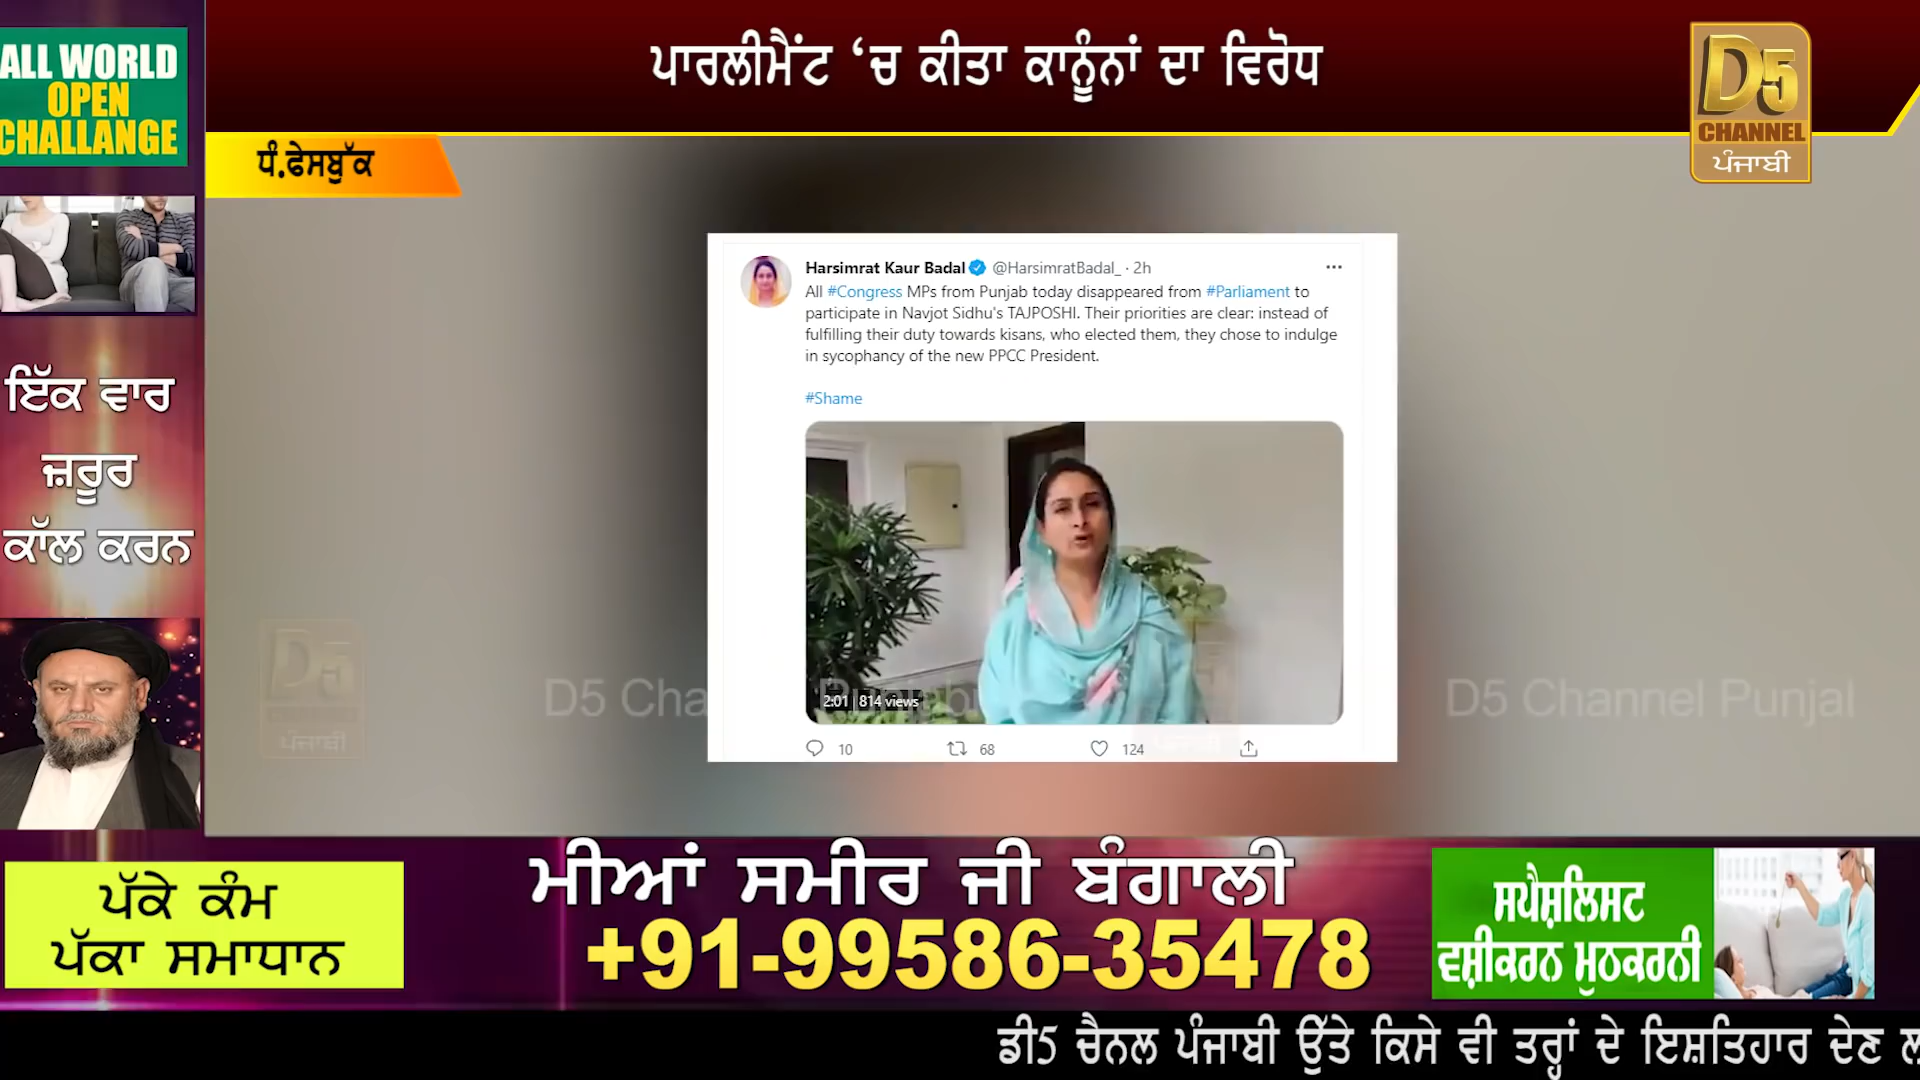 ALL WORLD
OPEN
CHALLANGE
ਪਾਰਲੀਮੈਂਟ ‘ਚ ਕੀਤਾ ਕਾਨੂੰਨਾਂ ਦਾ ਵਿਰੋਧ
D5
CHANNEL
ਪੰਜਾਬੀ
ਧੰ.ਫੇਸਬੁੱਕ
Harsimrat Kaur Badal @HarsimratBadal_ · 2h
All #Congress MPs from Punjab today disappeared from #Parliament to
participate in Navjot Sidhu's TAJPOSHI. Their priorities are clear: instead of
fulfilling their duty towards kisans, who elected them, they chose to indulge
in sycophancy of the new PPCC President.
#Shame
2:01 | 814 views
10 68 124
ਇੱਕ ਵਾਰ
ਜ਼ਰੂਰ
ਕਾੱਲ ਕਰਨ
D5
ਪੰਜਾਬੀ
D5 Cha
D5 Channel Punjal
ਪੱਕੇ ਕੰਮ
ਪੱਕਾ ਸਮਾਧਾਨ
ਮੀਆਂ ਸਮੀਰ ਜੀ ਬੰਗਾਲੀ
+91-99586-35478
ਸਪੈਸ਼ਲਿਸਟ
ਵਸ਼ੀਕਰਨ ਮੁਠਕਰਨੀ
ਡੀ5 ਚੈਨਲ ਪੰਜਾਬੀ ਉੱਤੇ ਕਿਸੇ ਵੀ ਤਰ੍ਹਾਂ ਦੇ ਇਸ਼ਤਿਹਾਰ ਦੇਣ